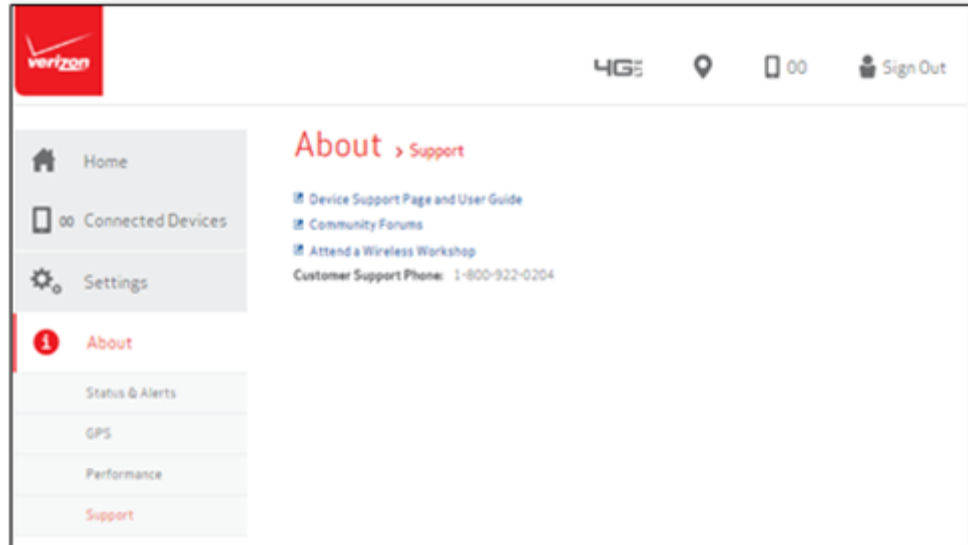 verizon
4G LTE
00
Sign Out
Home
00 Connected Devices
Settings
About
Status & Alerts
GPS
Performance
Support
About > Support
Device Support Page and User Guide
Community Forums
Attend a Wireless Workshop
Customer Support Phone: 1-800-922-0204